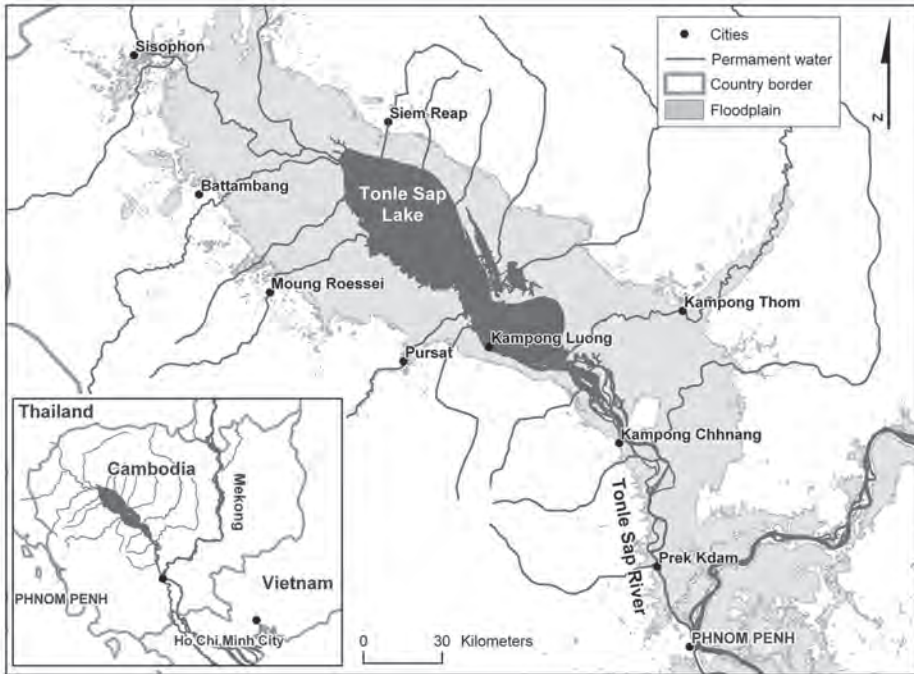 Sisophon
Siem Reap
Battambang
Tonle Sap
Lake
Moung Roessei
Kampong Thom
Pursat
Kampong Luong
Kampong Chhnang
Tonle Sap River
Prek Kdam
PHNOM PENH
Cities
Permament water
Country border
Floodplain
Z
Thailand
Cambodia
Mekong
Vietnam
PHNOM PENH
Ho Chi Minh City
0 30 Kilometers